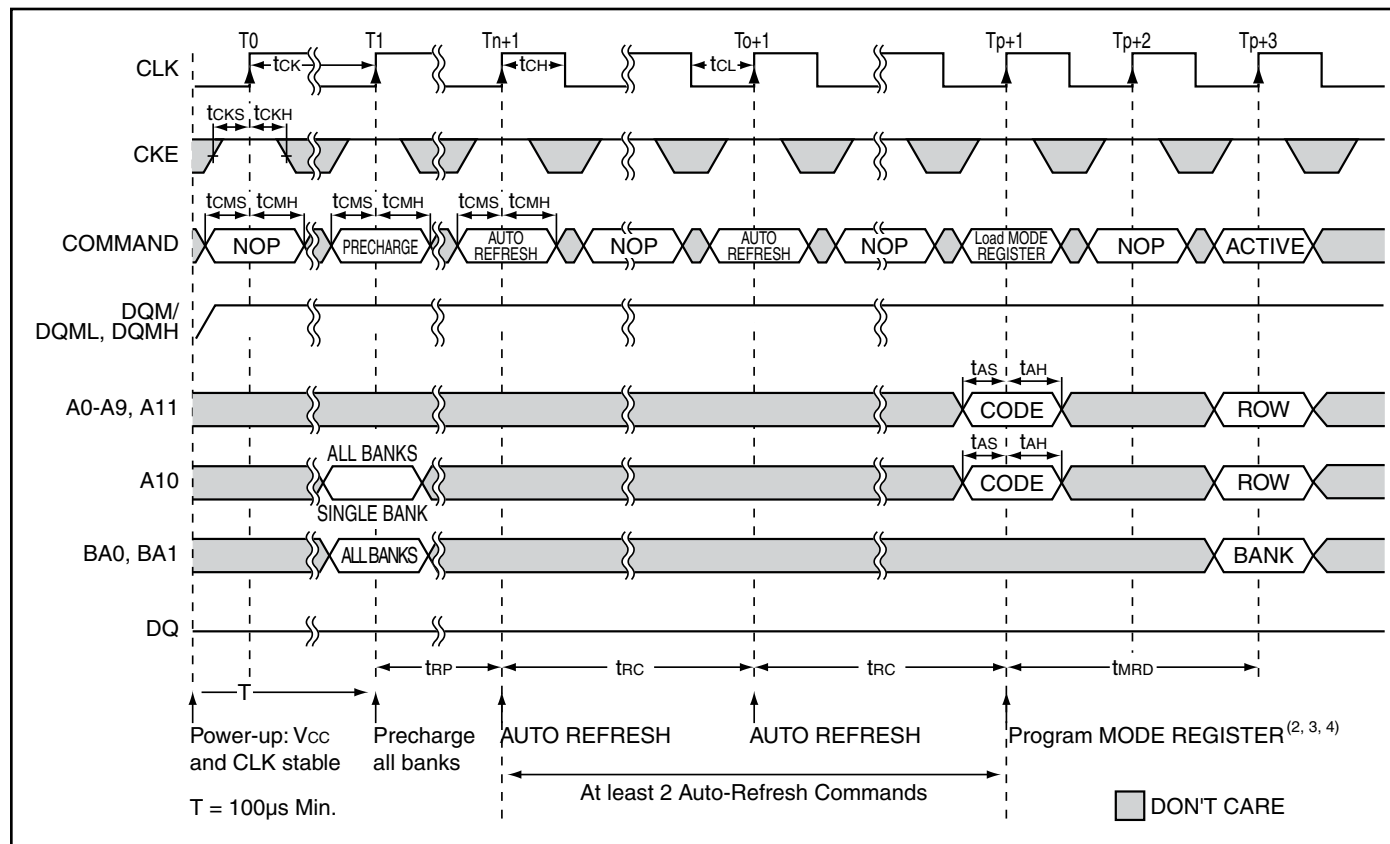 T0 T1 Tn+1 To+1 Tp+1 Tp+2 Tp+3
CLK tCK tCH tCL
tCKS tCKH
CKE
tCMS tCMH tCMS tCMH tCMS tCMH
COMMAND NOP PRECHARGE AUTO REFRESH NOP AUTO REFRESH NOP Load MODE REGISTER NOP ACTIVE
DQM/
DQML, DQMH
tAS tAH
A0-A9, A11 CODE ROW
ALL BANKS tAS tAH
A10 CODE ROW
SINGLE BANK
BA0, BA1 ALL BANKS BANK
DQ
tRP tRC tRC tMRD
T
Power-up: VCC Precharge AUTO REFRESH AUTO REFRESH Program MODE REGISTER(2, 3, 4)
and CLK stable all banks
T = 100µs Min. At least 2 Auto-Refresh Commands DON'T CARE